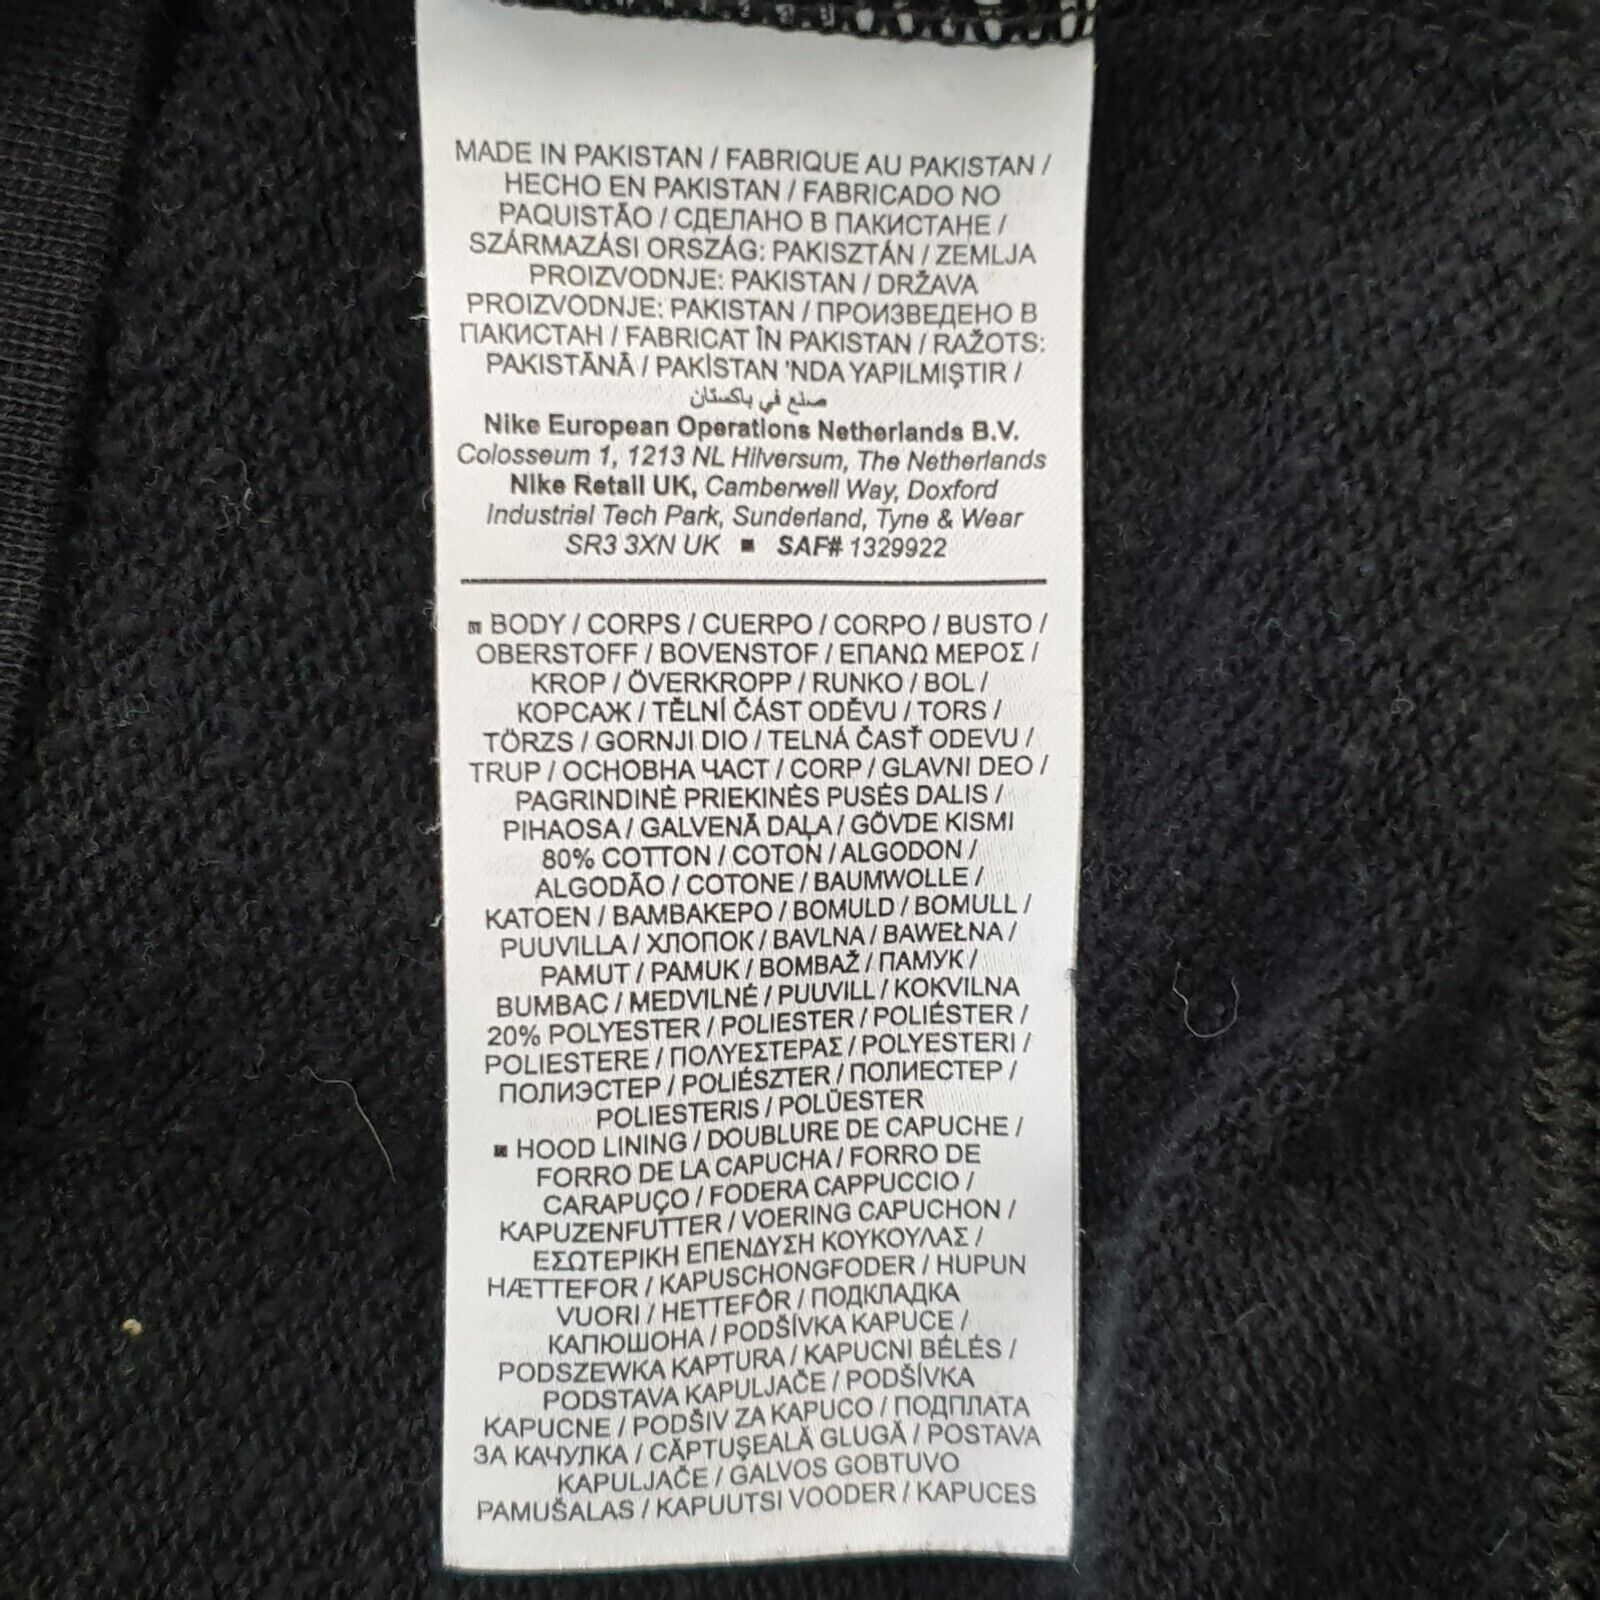 MADE IN PAKISTAN / FABRIQUE AU PAKISTAN /
HECHO EN PAKISTAN / FABRICADO NO
PAQUISTÃO / СДЕЛАНО В ПАКИСТАНЕ /
SZÁRMAZÁSI ORSZÁG: PAKISZTÁN / ZEMLJA
PROIZVODNJE: PAKISTAN / DRŽAVA
PROIZVODNJE: PAKISTAN / ПРОИЗВЕДЕНО В
ПАКИСТАН / FABRICAT ÎN PAKISTAN / RAŽOTS:
PAKISTĀNĀ / PAKİSTAN 'NDA YAPILMIŞTIR /
صنع في باكستان
Nike European Operations Netherlands B.V.
Colosseum 1, 1213 NL Hilversum, The Netherlands
Nike Retail UK, Camberwell Way, Doxford
Industrial Tech Park, Sunderland, Tyne & Wear
SR3 3XN UK ■ SAF# 1329922
■ BODY / CORPS / CUERPO / CORPO / BUSTO /
OBERSTOFF / BOVENSTOF / ΕΠΑΝΩ ΜΕΡΟΣ /
KROP / ÖVERKROPP / RUNKO / BOL /
КОРСАЖ / TĚLNÍ ČÁST ODĚVU / TORS /
TÖRZS / GORNJI DIO / TELNÁ ČASŤ ODEVU /
TRUP / ОСНОВНА ЧАСТ / CORP / GLAVNI DEO /
PAGRINDINĖ PRIEKINĖS PUSĖS DALIS /
PIHAOSA / GALVENĀ DAĻA / GÖVDE KISMI
80% COTTON / COTON / ALGODON /
ALGODÃO / COTONE / BAUMWOLLE /
KATOEN / ΒΑΜΒΑΚΕΡΟ / BOMULD / BOMULL /
PUUVILLA / ХЛОПОК / BAVLNA / BAWEŁNA /
PAMUT / PAMUK / BOMBAŽ / ПАМУК /
BUMBAC / MEDVILNĖ / PUUVILL / KOKVILNA
20% POLYESTER / POLIESTER / POLIÉSTER /
POLIESTERE / ΠΟΛΥΕΣΤΕΡΑΣ / POLYESTERI /
ПОЛИЭСТЕР / POLIÉSZTER / ПОЛИЕСТЕР /
POLIESTERIS / POLÜESTER
■ HOOD LINING / DOUBLURE DE CAPUCHE /
FORRO DE LA CAPUCHA / FORRO DE
CARAPUÇO / FODERA CAPPUCCIO /
KAPUZENFUTTER / VOERING CAPUCHON /
ΕΣΩΤΕΡΙΚΗ ΕΠΕΝΔΥΣΗ ΚΟΥΚΟΥΛΑΣ /
HÆTTEFOR / KAPUSCHONGFODER / HUPUN
VUORI / HETTEFÔR / ПОДКЛАДКА
КАПЮШОНА / PODŠÍVKA KAPUCE /
PODSZEWKA KAPTURA / KAPUCNI BÉLÉS /
PODSTAVA KAPULJAČE / PODŠÍVKA
KAPUCNE / PODŠIV ZA KAPUCO / ПОДПЛАТА
ЗА КАЧУЛКА / CĂPTUŞEALĂ GLUGĂ / POSTAVA
KAPULJAČE / GALVOS GOBTUVO
PAMUŠALAS / KAPUUTSI VOODER / KAPUCES